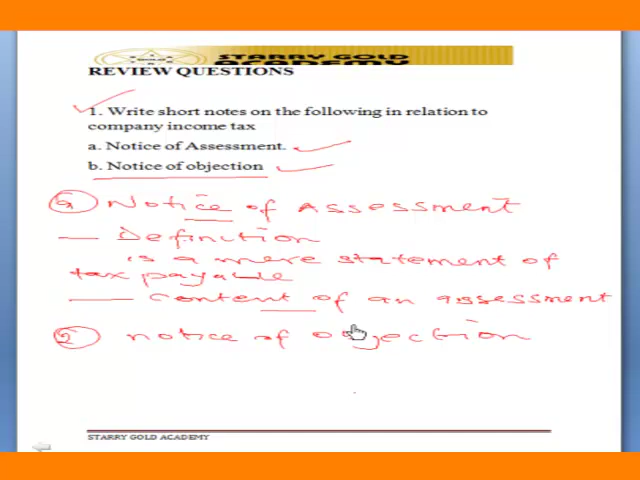 STARRY GOLD
ACADEMY
REVIEW QUESTIONS
1. Write short notes on the following in relation to
company income tax
a. Notice of Assessment.
b. Notice of objection
a Notice of Assessment
— Definction
is a mere statement of
tax payable
— Content of an assessment
notice of objection
STARRY GOLD ACADEMY